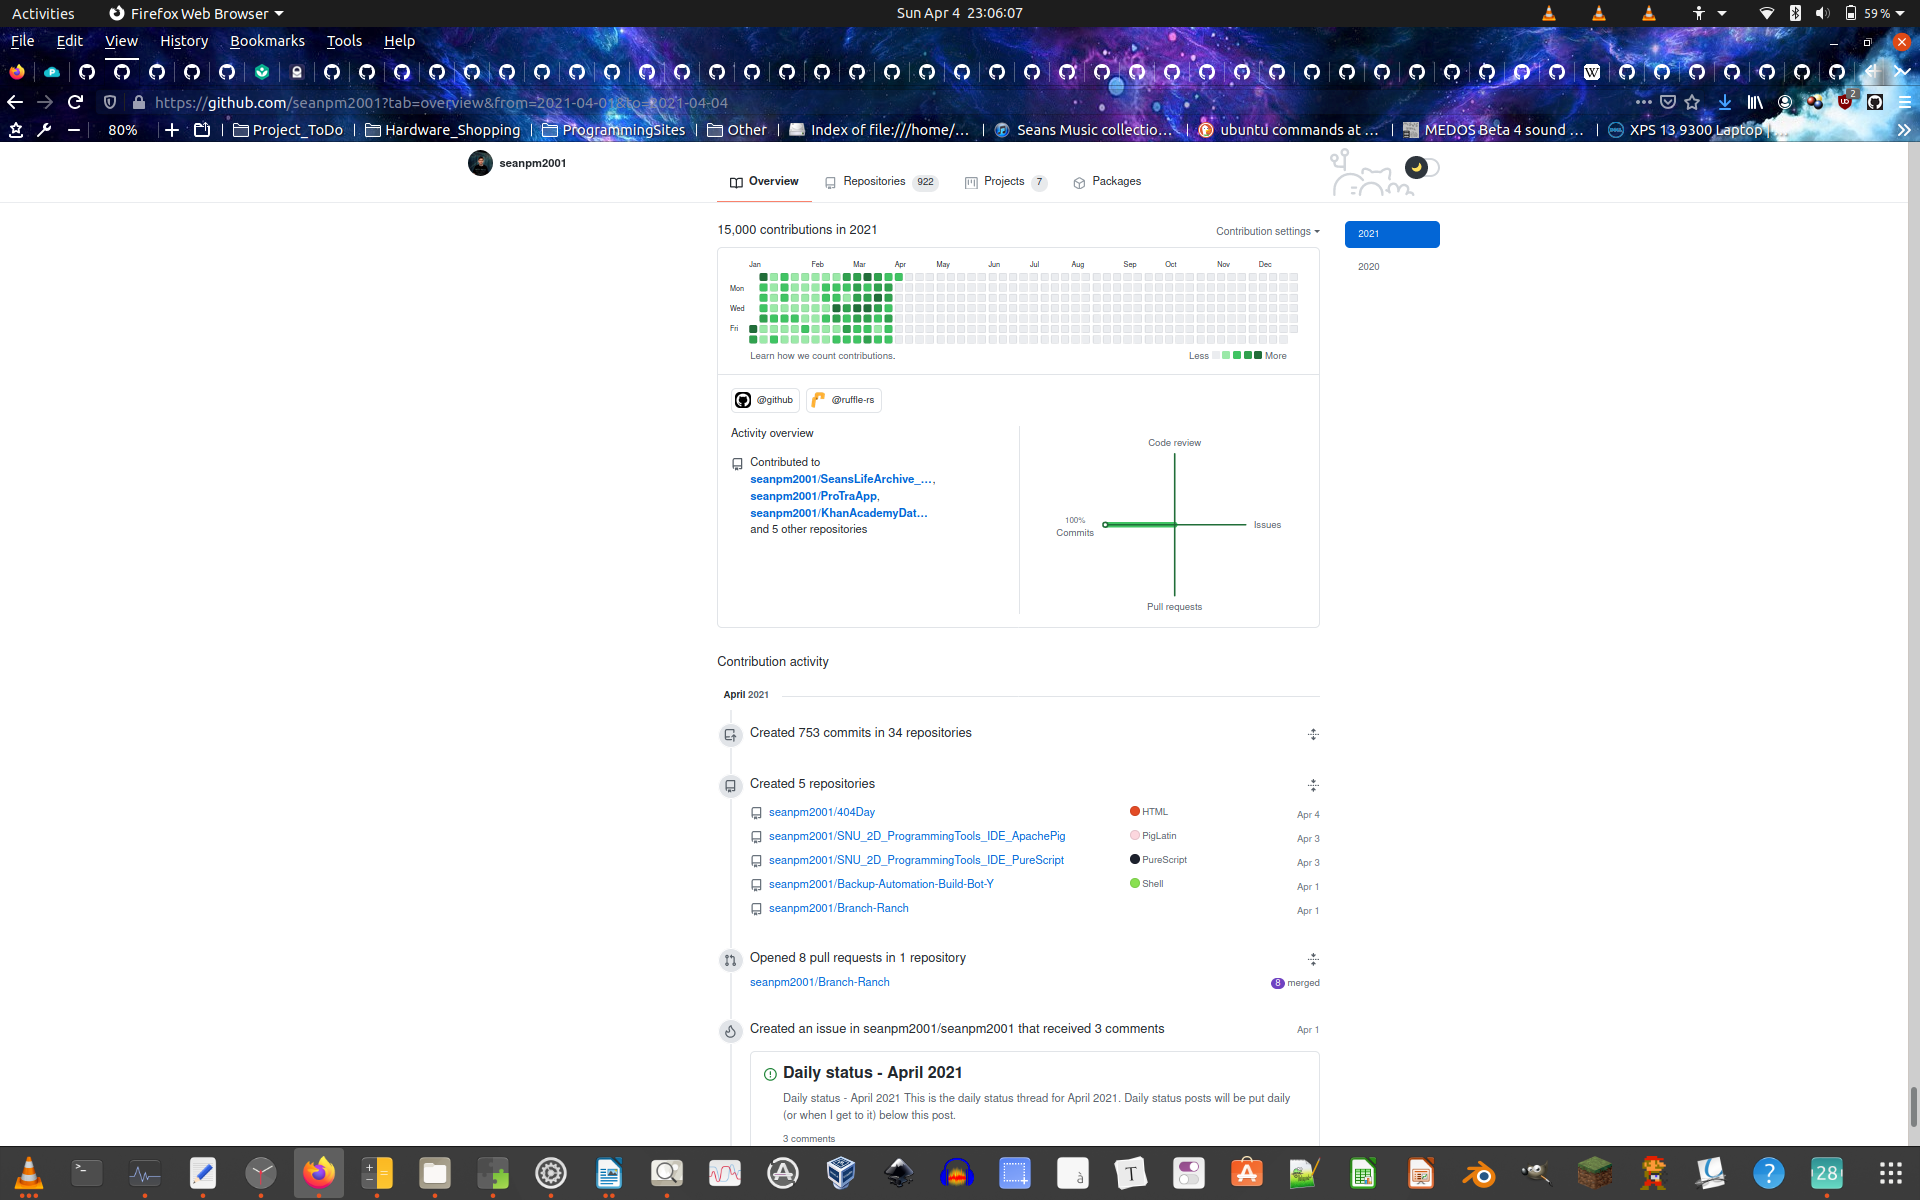 Activities
Firefox Web Browser
Sun Apr 4 23:06:07
59 %
File Edit View History Bookmarks Tools Help
https://github.com/seanpm2001?tab=overview&from=2021-04-01&to=2021-04-04
2
80%
Project_ToDo
Hardware_Shopping
ProgrammingSites
Other
Index of file:///home/…
Seans Music collectio…
ubuntu commands at …
MEDOS Beta 4 sound …
XPS 13 9300 Laptop | …
seanpm2001
Overview
Repositories 922
Projects 7
Packages
15,000 contributions in 2021
Contribution settings
2021
2020
Jan Feb Mar Apr May Jun Jul Aug Sep Oct Nov Dec
Mon
Wed
Fri
Learn how we count contributions.
Less
More
@github
@ruffle-rs
Activity overview
Contributed to
seanpm2001/SeansLifeArchive_…,
seanpm2001/ProTraApp,
seanpm2001/KhanAcademyDat…
and 5 other repositories
Code review
100%
Commits
Issues
Pull requests
Contribution activity
April 2021
Created 753 commits in 34 repositories
Created 5 repositories
seanpm2001/404Day HTML Apr 4
seanpm2001/SNU_2D_ProgrammingTools_IDE_ApachePig PigLatin Apr 3
seanpm2001/SNU_2D_ProgrammingTools_IDE_PureScript PureScript Apr 3
seanpm2001/Backup-Automation-Build-Bot-Y Shell Apr 1
seanpm2001/Branch-Ranch Apr 1
Opened 8 pull requests in 1 repository
seanpm2001/Branch-Ranch 8 merged
Created an issue in seanpm2001/seanpm2001 that received 3 comments Apr 1
Daily status - April 2021
Daily status - April 2021 This is the daily status thread for April 2021. Daily status posts will be put daily
(or when I get to it) below this post.
3 comments
28